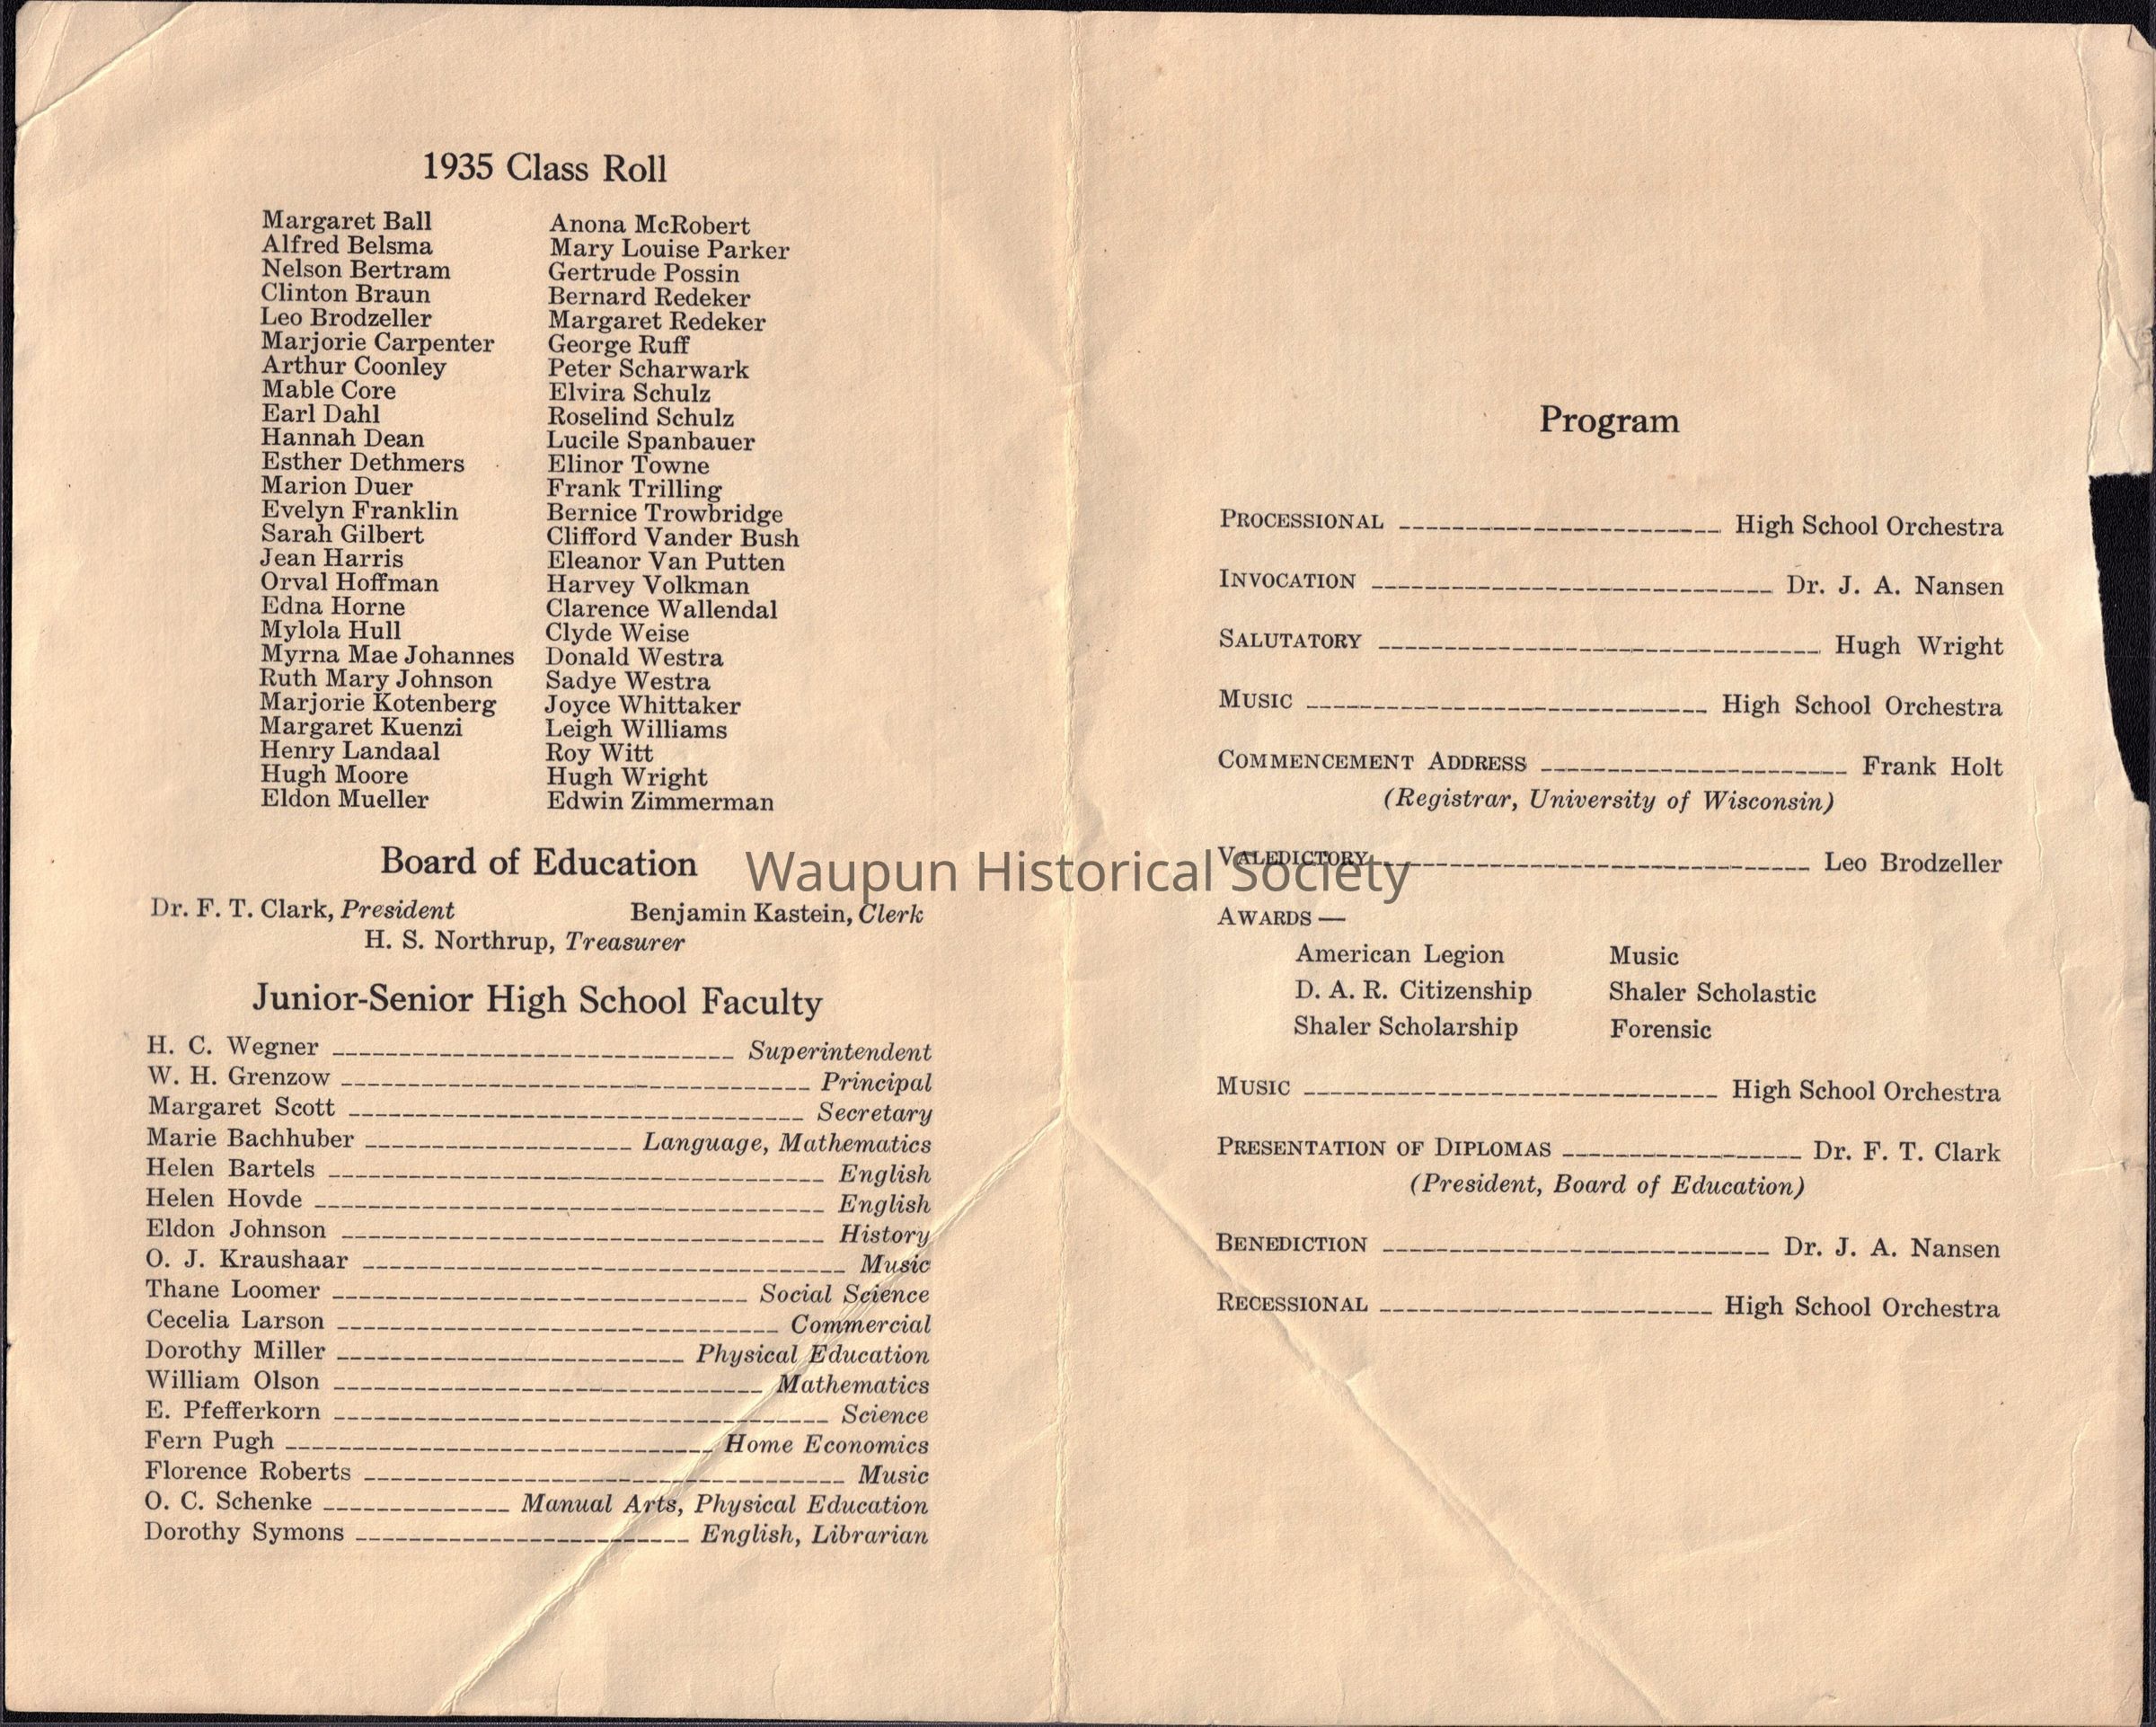 1935 Class Roll
Margaret Ball
Alfred Belsma
Nelson Bertram
Clinton Braun
Leo Brodzeller
Marjorie Carpenter
Arthur Coonley
Mable Core
Earl Dahl
Hannah Dean
Esther Dethmers
Marion Duer
Evelyn Franklin
Sarah Gilbert
Jean Harris
Orval Hoffman
Edna Horne
Mylola Hull
Myrna Mae Johannes
Ruth Mary Johnson
Marjorie Kotenberg
Margaret Kuenzi
Henry Landaal
Hugh Moore
Eldon Mueller
Anona McRobert
Mary Louise Parker
Gertrude Possin
Bernard Redeker
Margaret Redeker
George Ruff
Peter Scharwark
Elvira Schulz
Roselind Schulz
Lucile Spanbauer
Elinor Towne
Frank Trilling
Bernice Trowbridge
Clifford Vander Bush
Eleanor Van Putten
Harvey Volkman
Clarence Wallendal
Clyde Weise
Donald Westra
Sadye Westra
Joyce Whittaker
Leigh Williams
Roy Witt
Hugh Wright
Edwin Zimmerman
Board of Education
Dr. F. T. Clark, President Benjamin Kastein, Clerk
H. S. Northrup, Treasurer
Junior-Senior High School Faculty
H. C. Wegner Superintendent
W. H. Grenzow Principal
Margaret Scott Secretary
Marie Bachhuber Language, Mathematics
Helen Bartels English
Helen Hovde English
Eldon Johnson History
O. J. Kraushaar Music
Thane Loomer Social Science
Cecelia Larson Commercial
Dorothy Miller Physical Education
William Olson Mathematics
E. Pfefferkorn Science
Fern Pugh Home Economics
Florence Roberts Music
O. C. Schenke Manual Arts, Physical Education
Dorothy Symons English, Librarian
Waupun Historical Society
Program
PROCESSIONAL High School Orchestra
INVOCATION Dr. J. A. Nansen
SALUTATORY Hugh Wright
MUSIC High School Orchestra
COMMENCEMENT ADDRESS Frank Holt
(Registrar, University of Wisconsin)
VALEDICTORY Leo Brodzeller
AWARDS —
American Legion Music
D. A. R. Citizenship Shaler Scholastic
Shaler Scholarship Forensic
MUSIC High School Orchestra
PRESENTATION OF DIPLOMAS Dr. F. T. Clark
(President, Board of Education)
BENEDICTION Dr. J. A. Nansen
RECESSIONAL High School Orchestra